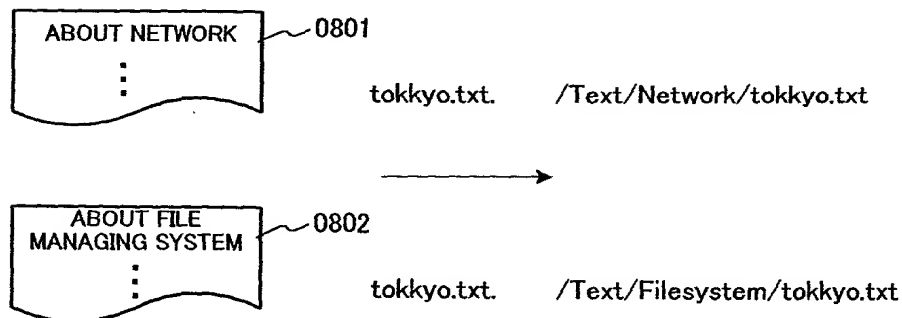 ABOUT NETWORK
0801
tokkyo.txt. /Text/Network/tokkyo.txt
ABOUT FILE
MANAGING SYSTEM
0802
tokkyo.txt. /Text/Filesystem/tokkyo.txt